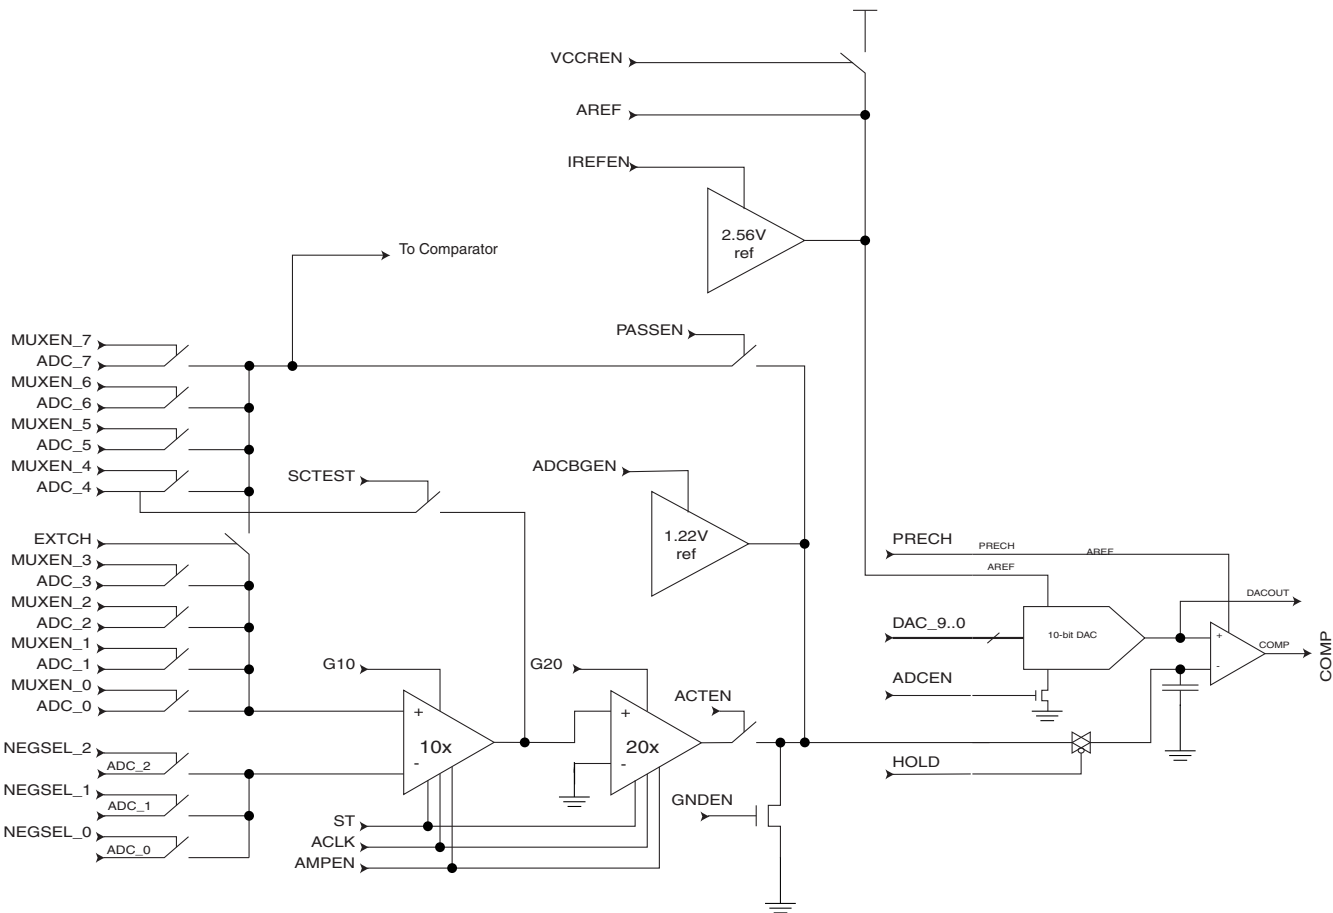 VCCREN
AREF
IREFEN
2.56V
ref
To Comparator
PASSEN
MUXEN_7
ADC_7
MUXEN_6
ADC_6
MUXEN_5
ADC_5
MUXEN_4
ADC_4
SCTEST
ADCBGEN
1.22V
ref
EXTCH
MUXEN_3
ADC_3
MUXEN_2
ADC_2
MUXEN_1
ADC_1
MUXEN_0
ADC_0
PRECH
PRECH
AREF
AREF
DACOUT
DAC_9..0
10-bit DAC
+
-
COMP
COMP
ADCEN
HOLD
G10
+
10x
-
G20
+
20x
-
ACTEN
GNDEN
NEGSEL_2
ADC_2
NEGSEL_1
ADC_1
NEGSEL_0
ADC_0
ST
ACLK
AMPEN